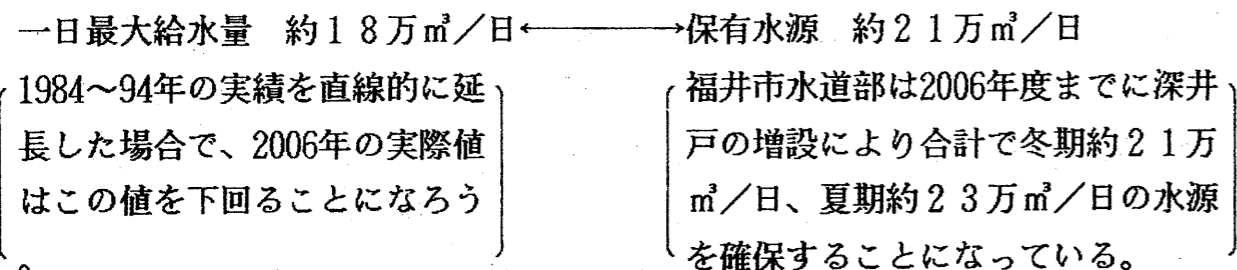 一日最大給水量　約１８万㎥／日←――→保有水源　約２１万㎥／日
1984～94年の実績を直線的に延
長した場合で、2006年の実際値
はこの値を下回ることになろう
。
福井市水道部は2006年度までに深井
戸の増設により合計で冬期約２１万
㎥／日、夏期約２３万㎥／日の水源
を確保することになっている。